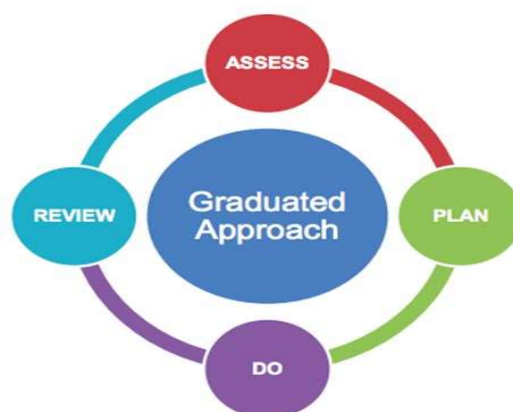 ASSESS
REVIEW
Graduated
Approach
PLAN
DO